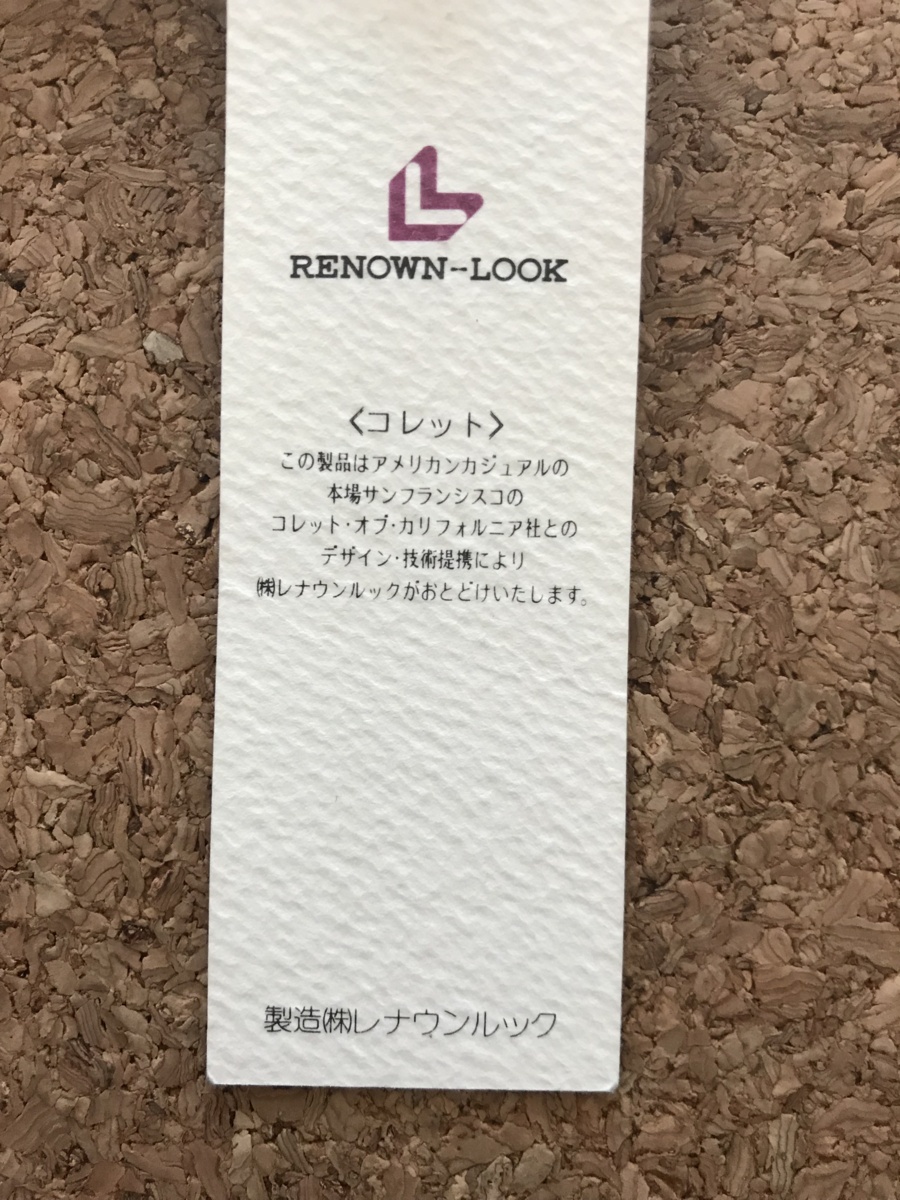 RENOWN-LOOK
〈コレット〉
この製品はアメリカンカジュアルの
本場サンフランシスコの
コレット・オブ・カリフォルニア社との
デザイン・技術提携により
㈱レナウンルックがおとどけいたします。
製造㈱レナウンルック